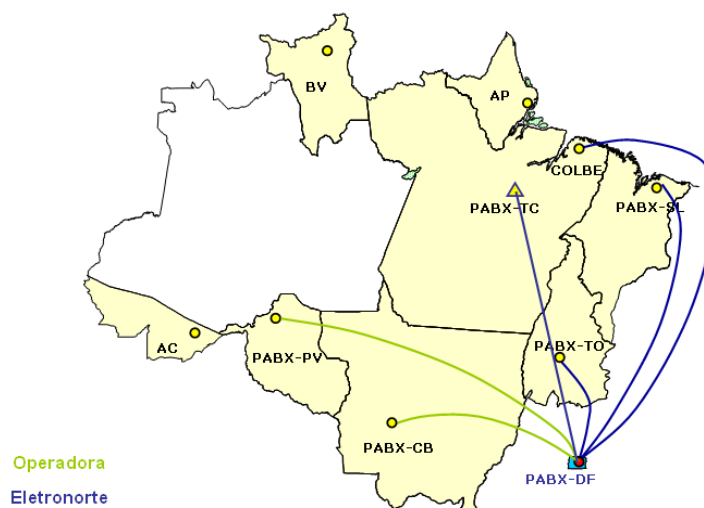 BV
AP
COLBE
PABX-TC
PABX-SL
AC
PABX-PV
PABX-TO
PABX-CB
Operadora
PABX-DF
Eletronorte